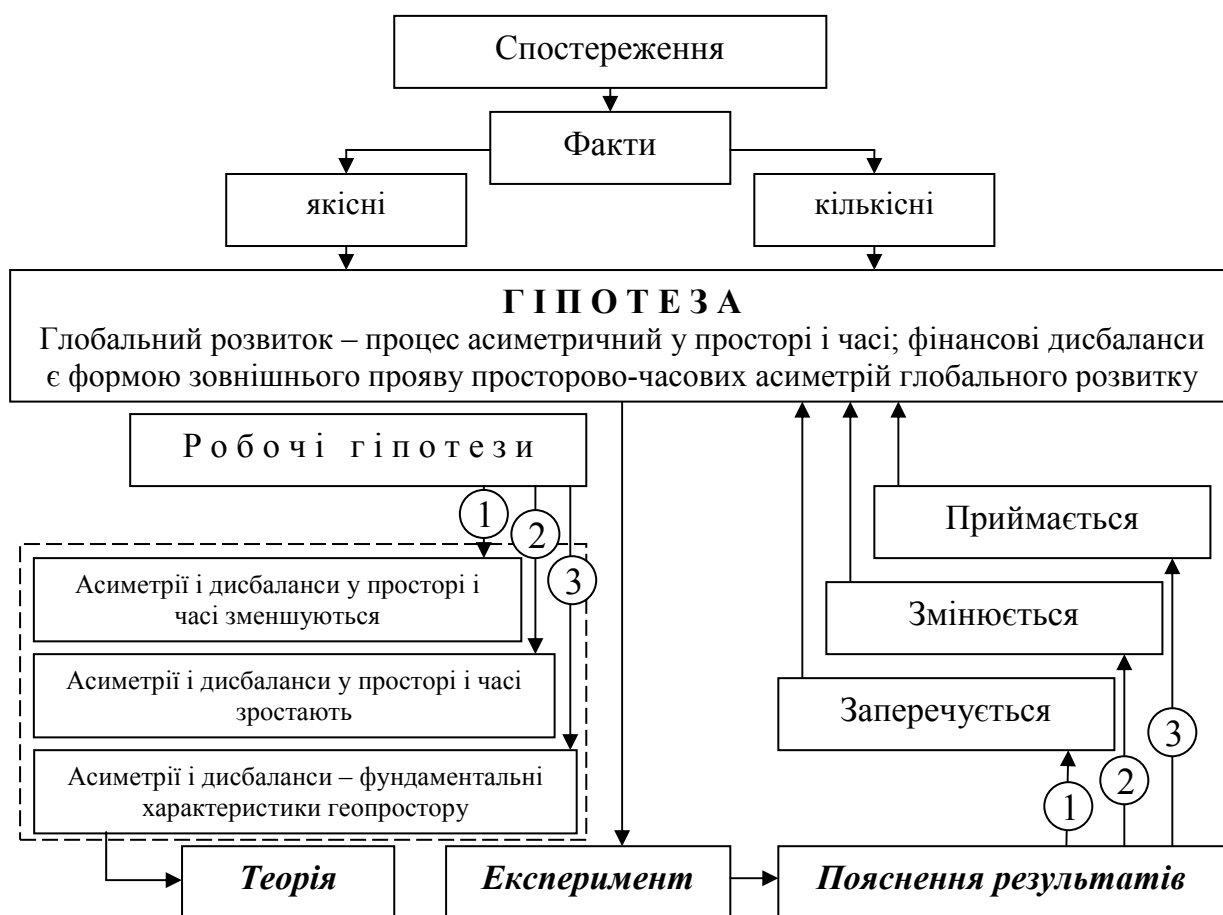 Спостереження
Факти
якісні
кількісні
Г І П О Т Е З А
Глобальний розвиток – процес асиметричний у просторі і часі; фінансові дисбаланси
є формою зовнішнього прояву просторово-часових асиметрій глобального розвитку
Р о б о ч і г і п о т е з и
1
2
3
Асиметрії і дисбаланси у просторі і
часі зменшуються
Асиметрії і дисбаланси у просторі і часі
зростають
Асиметрії і дисбаланси – фундаментальні
характеристики геопростору
Приймається
Змінюється
Заперечується
3
2
1
Теорія
Експеримент
Пояснення результатів